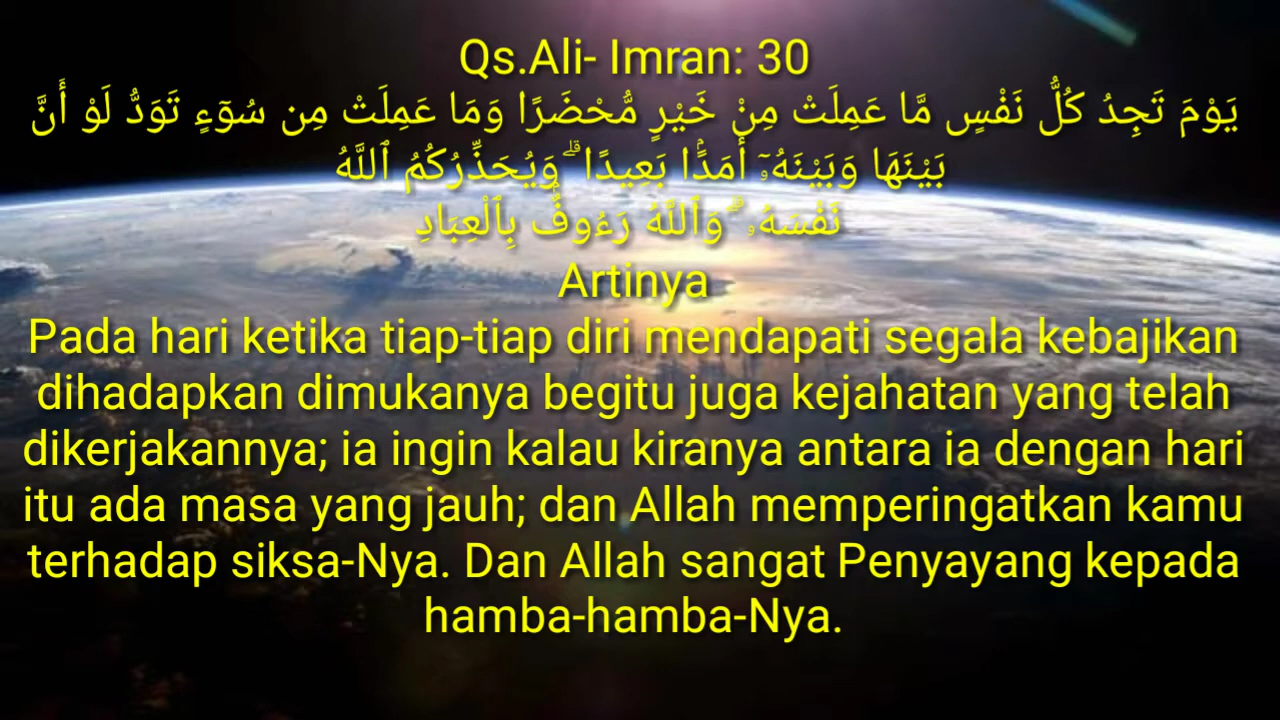 Qs.Ali- Imran: 30
يَوْمَ تَجِدُ كُلُّ نَفْسٍ مَّا عَمِلَتْ مِنْ خَيْرٍ مُّحْضَرًا وَمَا عَمِلَتْ مِن سُوٓءٍ تَوَدُّ لَوْ أَنَّ
بَيْنَهَا وَبَيْنَهُۥٓ أَمَدًۢا بَعِيدًا ۗ وَيُحَذِّرُكُمُ ٱللَّهُ
نَفْسَهُۥ ۗ وَٱللَّهُ رَءُوفٌۢ بِٱلْعِبَادِ
Artinya
Pada hari ketika tiap-tiap diri mendapati segala kebajikan
dihadapkan dimukanya begitu juga kejahatan yang telah
dikerjakannya; ia ingin kalau kiranya antara ia dengan hari
itu ada masa yang jauh; dan Allah memperingatkan kamu
terhadap siksa-Nya. Dan Allah sangat Penyayang kepada
hamba-hamba-Nya.